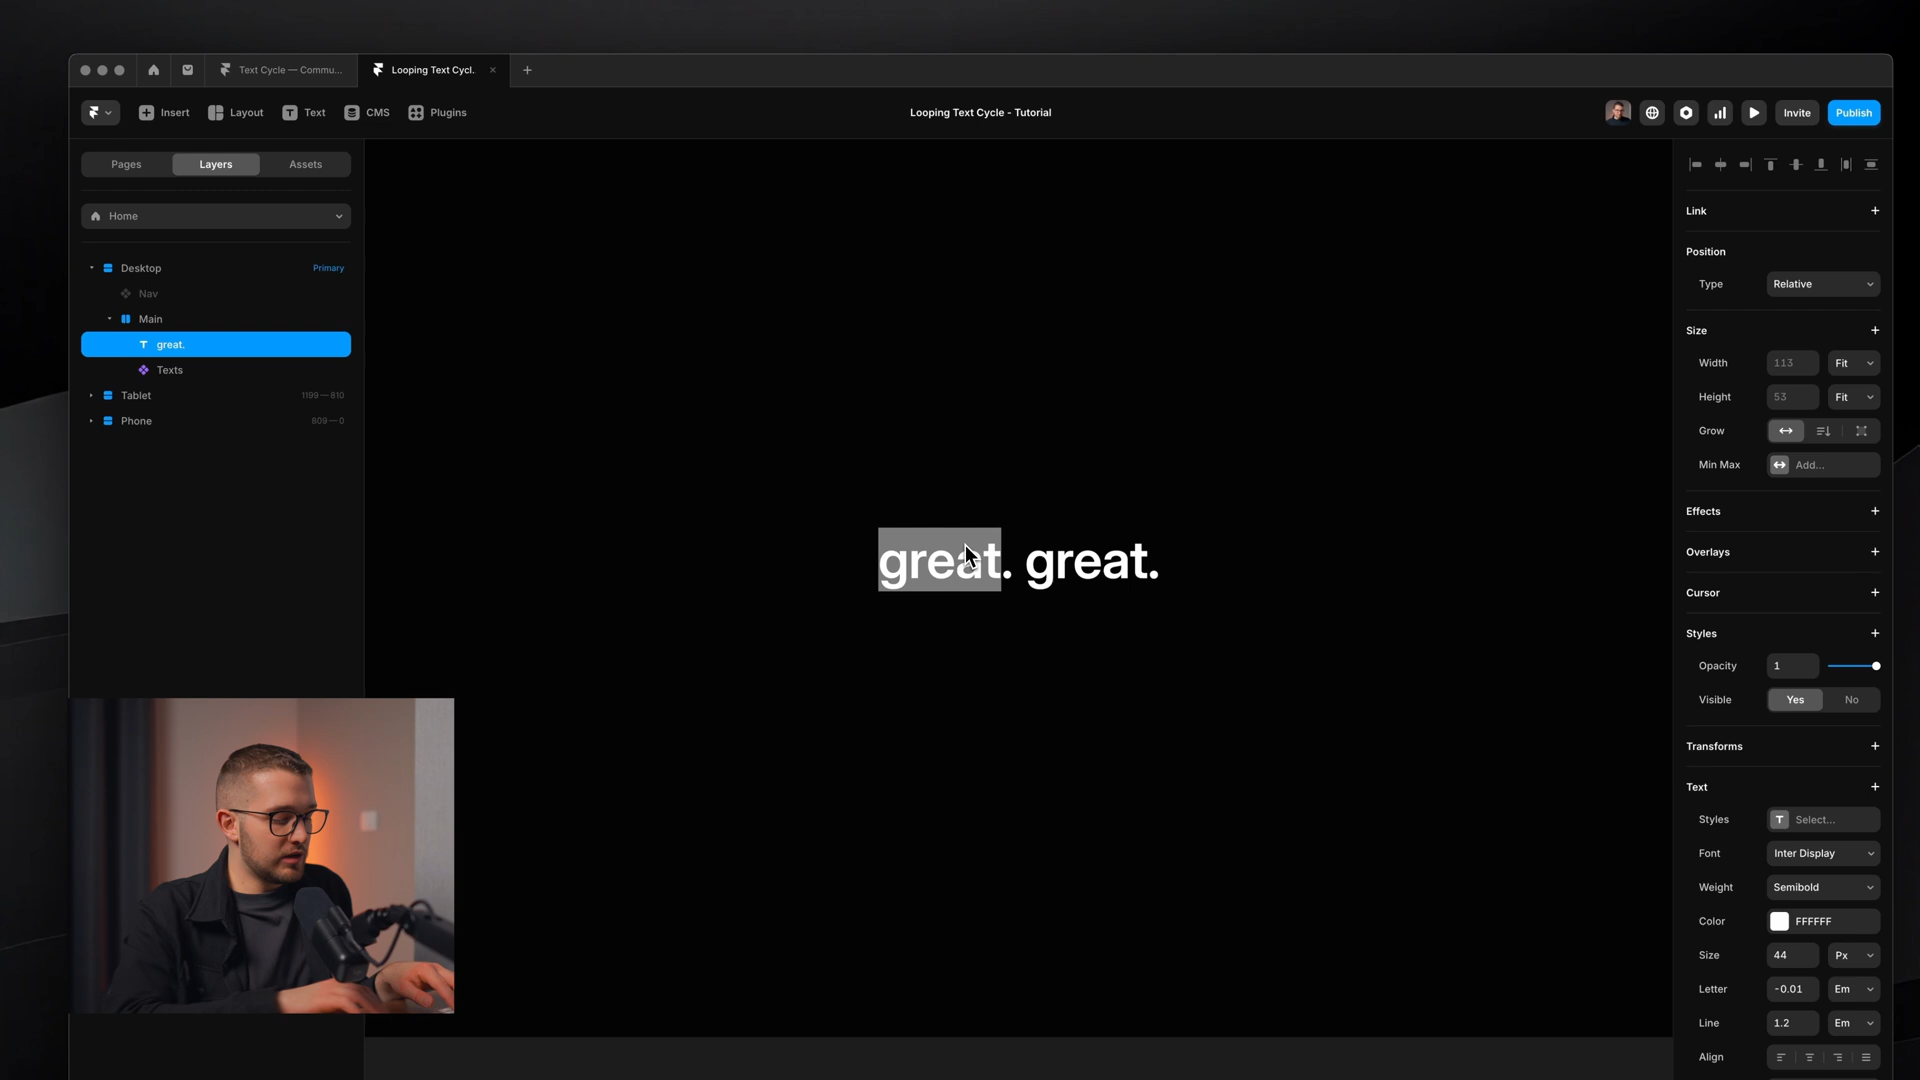 Text Cycle — Commu...
Looping Text Cycl.
Insert
Layout
Text
CMS
Plugins
Looping Text Cycle - Tutorial
Invite
Publish
Pages
Layers
Assets
Home
Desktop
Primary
Nav
Main
great.
Texts
Tablet
1199 — 810
Phone
809 — 0
great. great.
Link
Position
Type
Relative
Size
Width
113
Fit
Height
53
Fit
Grow
Min Max
Add...
Effects
Overlays
Cursor
Styles
Opacity
1
Visible
Yes
No
Transforms
Text
Styles
Select...
Font
Inter Display
Weight
Semibold
Color
FFFFFF
Size
44
Px
Letter
-0.01
Em
Line
1.2
Em
Align